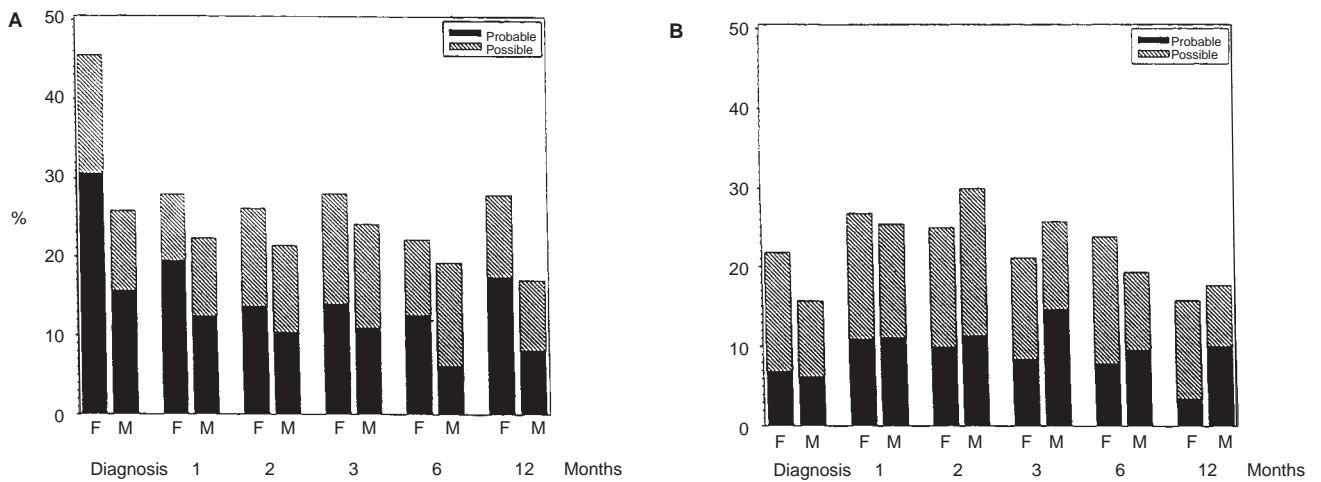 A
50
40
30
20
10
0
%
Probable
Possible
F M F M F M F M F M F M
Diagnosis 1 2 3 6 12 Months
B
50
40
30
20
10
0
Probable
Possible
F M F M F M F M F M F M
Diagnosis 1 2 3 6 12 Months